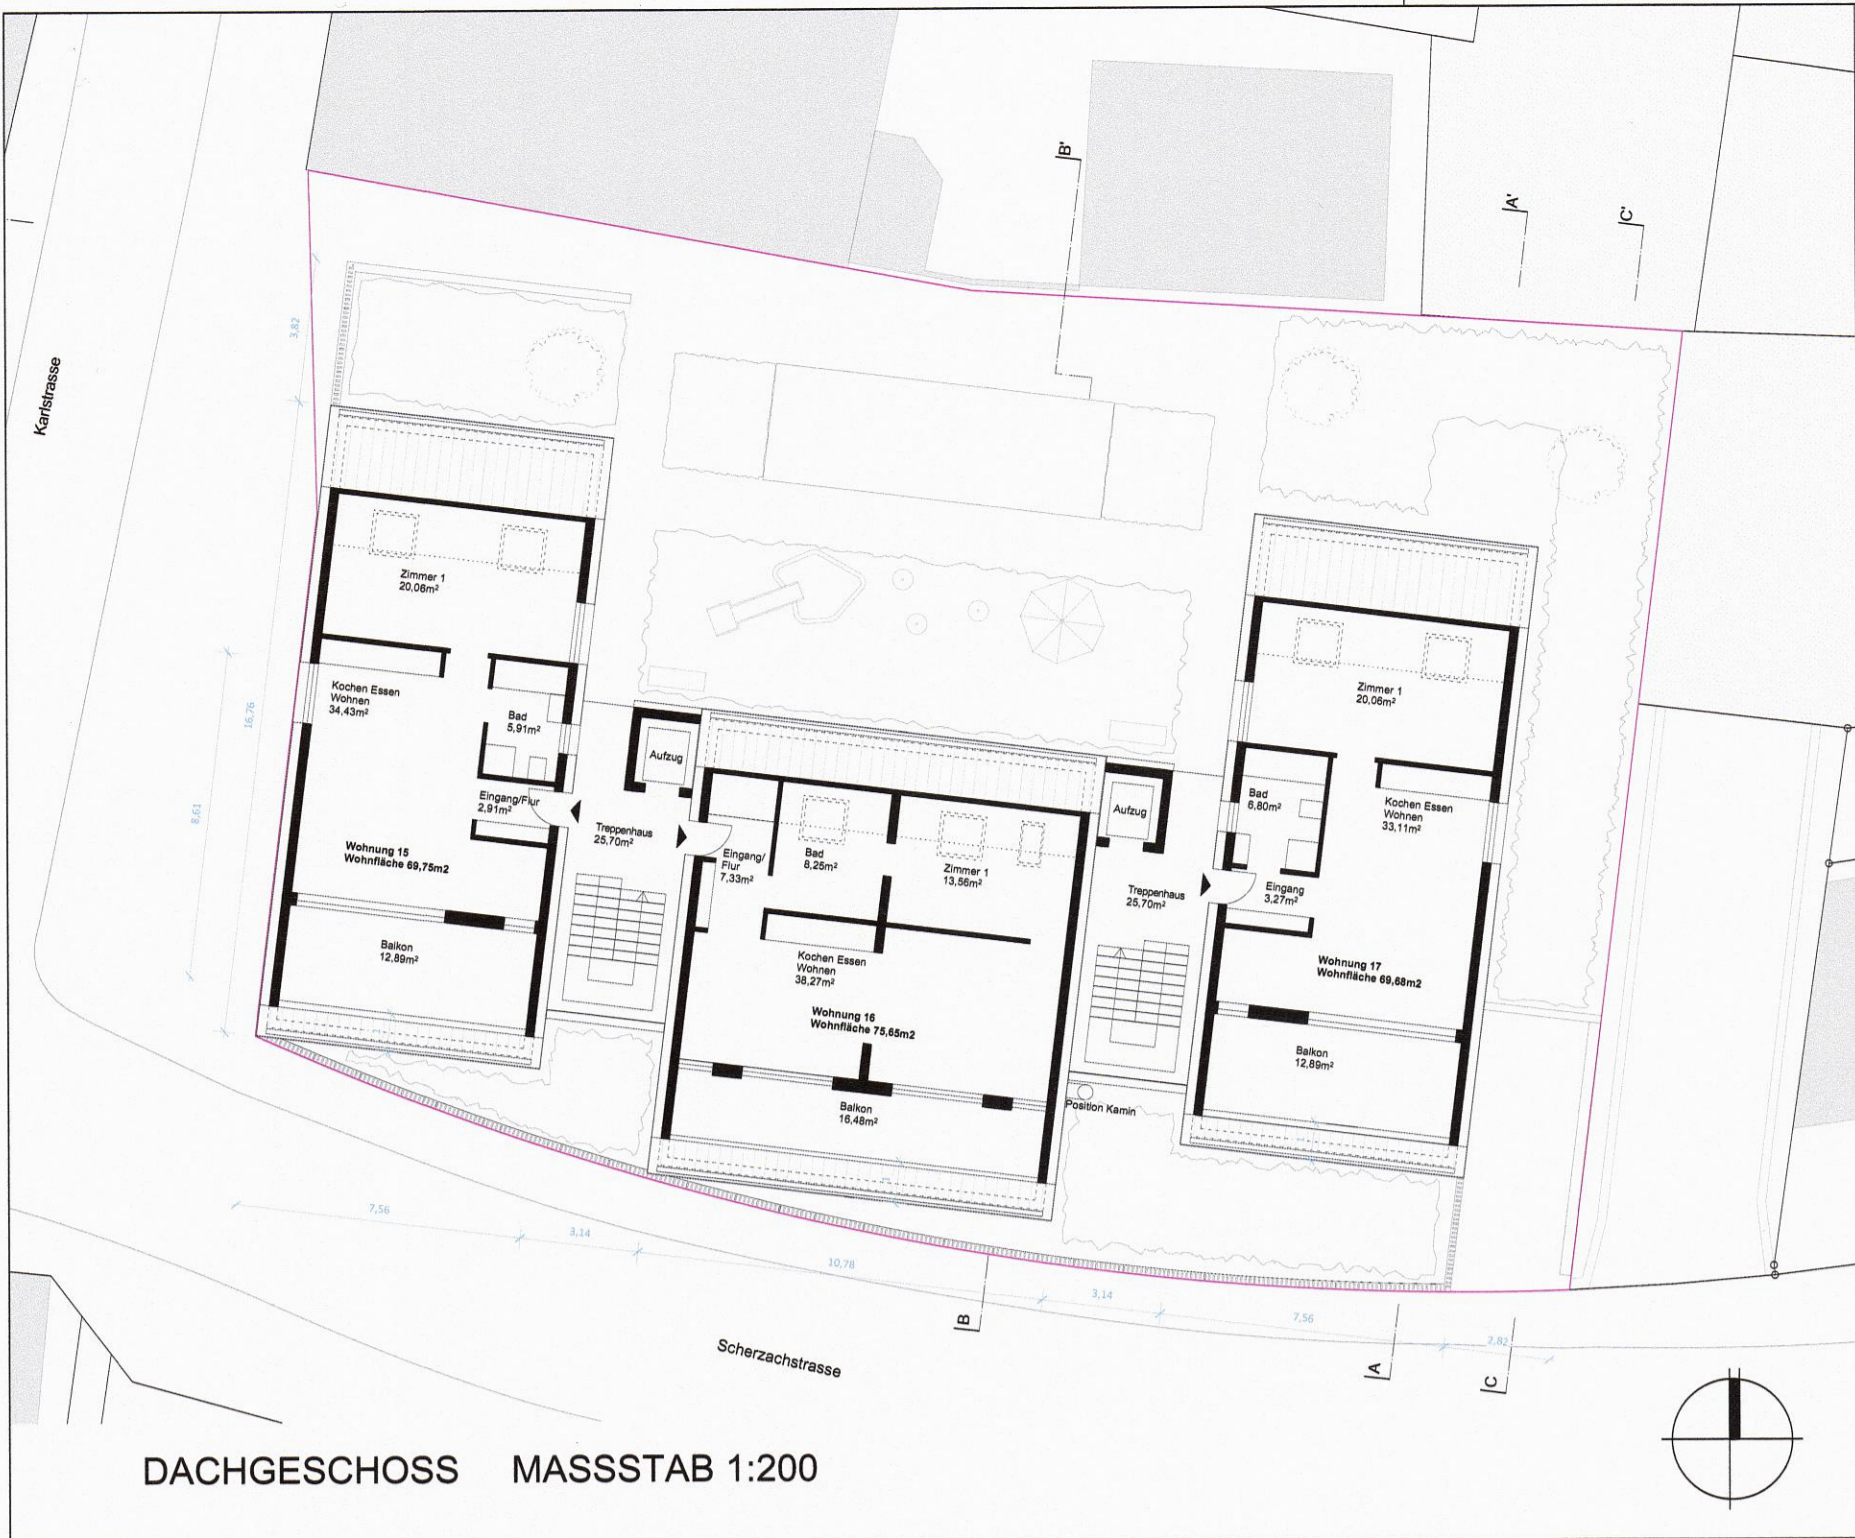 B'
A'
C'
Karlstrasse
3,82
16,76
8,61
Zimmer 1
20,06m²
Kochen Essen
Wohnen
34,43m²
Bad
5,91m²
Eingang/Flur
2,91m²
Wohnung 15
Wohnfläche 69,75m2
Balkon
12,89m²
Aufzug
Treppenhaus
25,70m²
Eingang/
Flur
7,33m²
Bad
8,25m²
Zimmer 1
13,56m²
Kochen Essen
Wohnen
38,27m²
Wohnung 16
Wohnfläche 75,65m2
Balkon
16,48m²
Aufzug
Treppenhaus
25,70m²
Position Kamin
Zimmer 1
20,06m²
Bad
6,80m²
Kochen Essen
Wohnen
33,11m²
Eingang
3,27m²
Wohnung 17
Wohnfläche 69,68m2
Balkon
12,89m²
7,56
3,14
10,78
3,14
7,56
2,82
B
A
C
Scherzachstrasse
DACHGESCHOSS MASSSTAB 1:200